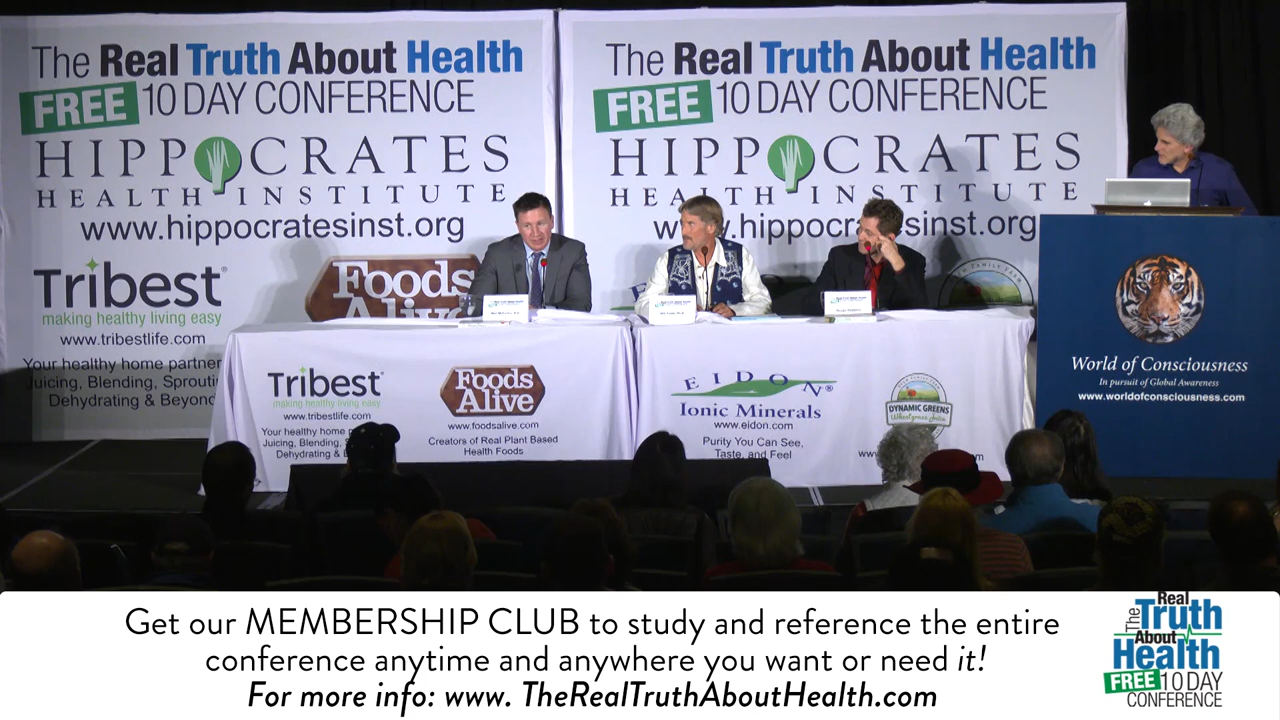 The Real Truth About Health
FREE 10 DAY CONFERENCE
HIPPOCRATES
HEALTH INSTITUTE
www.hippocratesinst.org
Tribest®
making healthy living easy
www.tribestlife.com
Your healthy home partner
Juicing, Blending, Sprouti
Dehydrating & Beyond
Foods
Alive
The Real Truth About Health
FREE 10 DAY CONFERENCE
HIPPOCRATES
HEALTH INSTITUTE
www.hippocratesinst.org
Tribest®
making healthy living easy
www.tribestlife.com
Your healthy home p
Juicing, Blending, S
Dehydrating &
Foods
Alive
www.foodsalive.com
Creators of Real Plant Based
Health Foods
EIDON®
Ionic Minerals
www.eidon.com
Purity You Can See,
Taste, and Feel
DYNAMIC GREENS
Wheatgrass Juice
World of Consciousness
In pursuit of Global Awareness
www.worldofconsciousness.com
Get our MEMBERSHIP CLUB to study and reference the entire
conference anytime and anywhere you want or need it!
For more info: www. TheRealTruthAboutHealth.com
The Real
Truth
About
Health
FREE 10 DAY
CONFERENCE